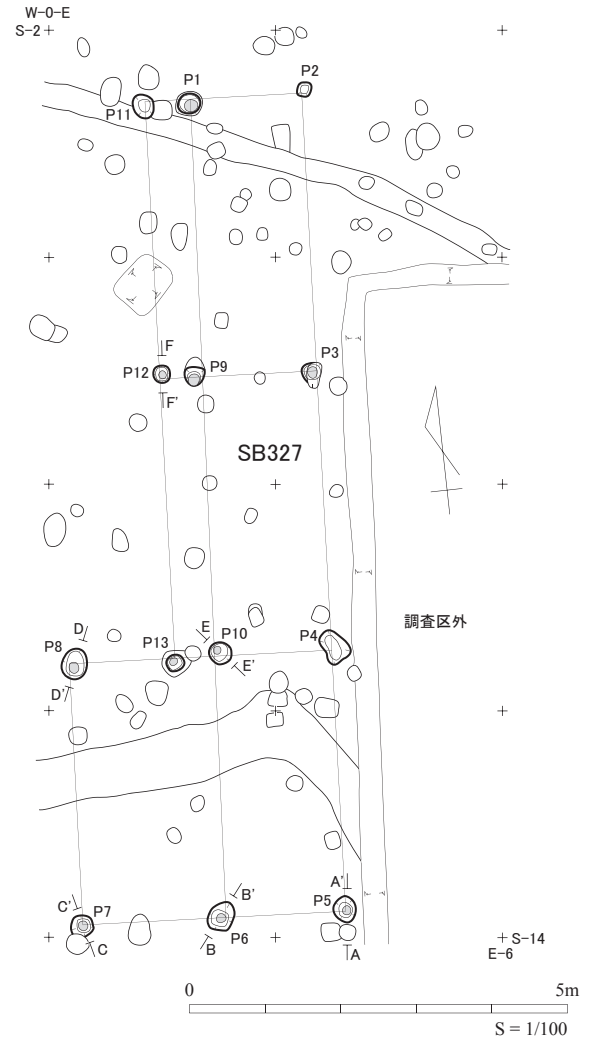 W-0-E
S-2
P1
P2
P11
F
P12
P9
P3
F'
SB327
調査区外
D
E
P10
P8
P13
P4
D'
E'
A'
C'
B'
P7
P5
P6
C
B
A
S-14
E-6
0
5m
S = 1/100